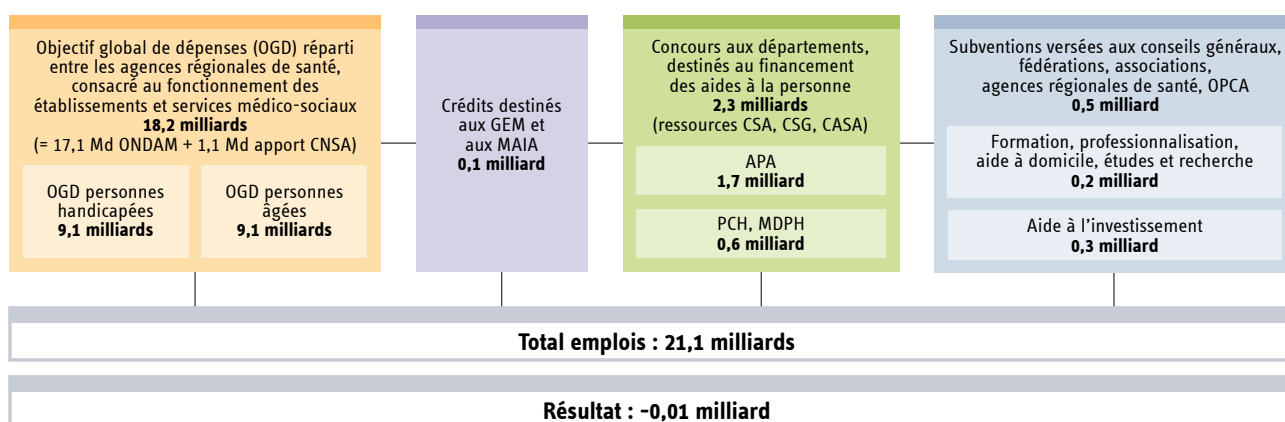 Objectif global de dépenses (OGD) réparti
entre les agences régionales de santé,
consacré au fonctionnement des
établissements et services médico-sociaux
18,2 milliards
(= 17,1 Md ONDAM + 1,1 Md apport CNSA)
OGD personnes
handicapées
9,1 milliards
OGD personnes
âgées
9,1 milliards
Crédits destinés
aux GEM et
aux MAIA
0,1 milliard
Concours aux départements,
destinés au financement
des aides à la personne
2,3 milliards
(ressources CSA, CSG, CASA)
APA
1,7 milliard
PCH, MDPH
0,6 milliard
Subventions versées aux conseils généraux,
fédérations, associations,
agences régionales de santé, OPCA
0,5 milliard
Formation, professionnalisation,
aide à domicile, études et recherche
0,2 milliard
Aide à l'investissement
0,3 milliard
Total emplois : 21,1 milliards
Résultat : -0,01 milliard